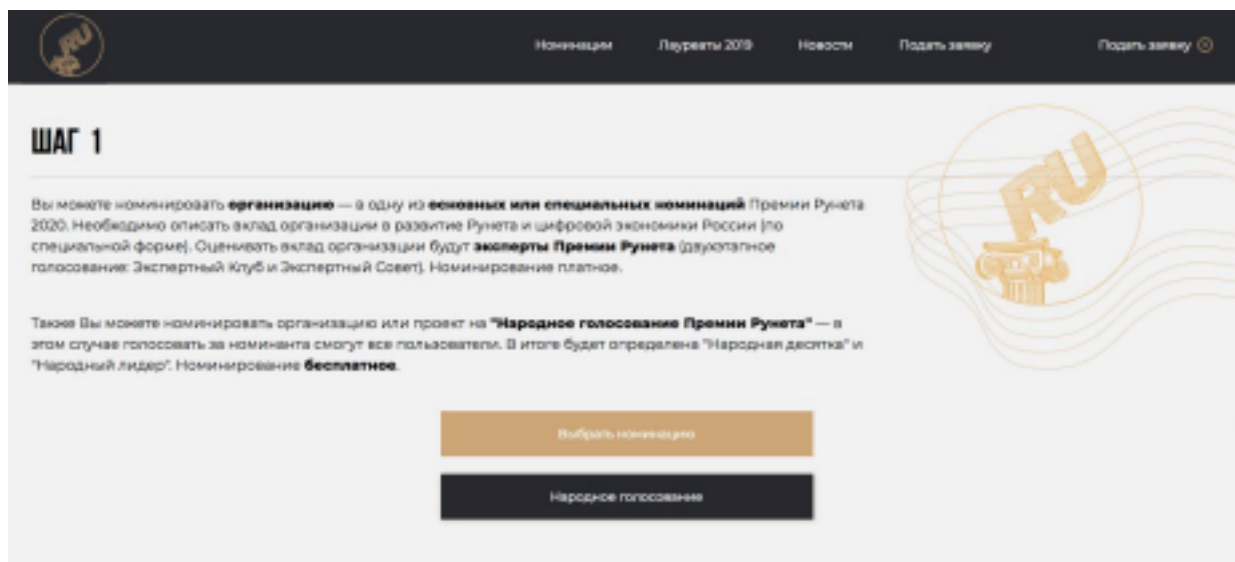 RU
Номинации Лауреаты 2019 Новости Подать заявку Подать заявку
ШАГ 1
Вы можете номинировать организацию — в одну из основных или специальных номинаций Премии Рунета
2020. Необходимо описать вклад организации в развитие Рунета и цифровой экономики России (по
специальной форме). Оценивать вклад организации будут эксперты Премии Рунета (двухэтапное
голосование: Экспертный Клуб и Экспертный Совет). Номинирование платное.
Также Вы можете номинировать организацию или проект на "Народное голосование Премии Рунета" — в
этом случае голосовать за номинанта смогут все пользователи. В итоге будет определена "Народная десятка" и
"Народный лидер". Номинирование бесплатное.
RU
Выбрать номинацию
Народное голосование